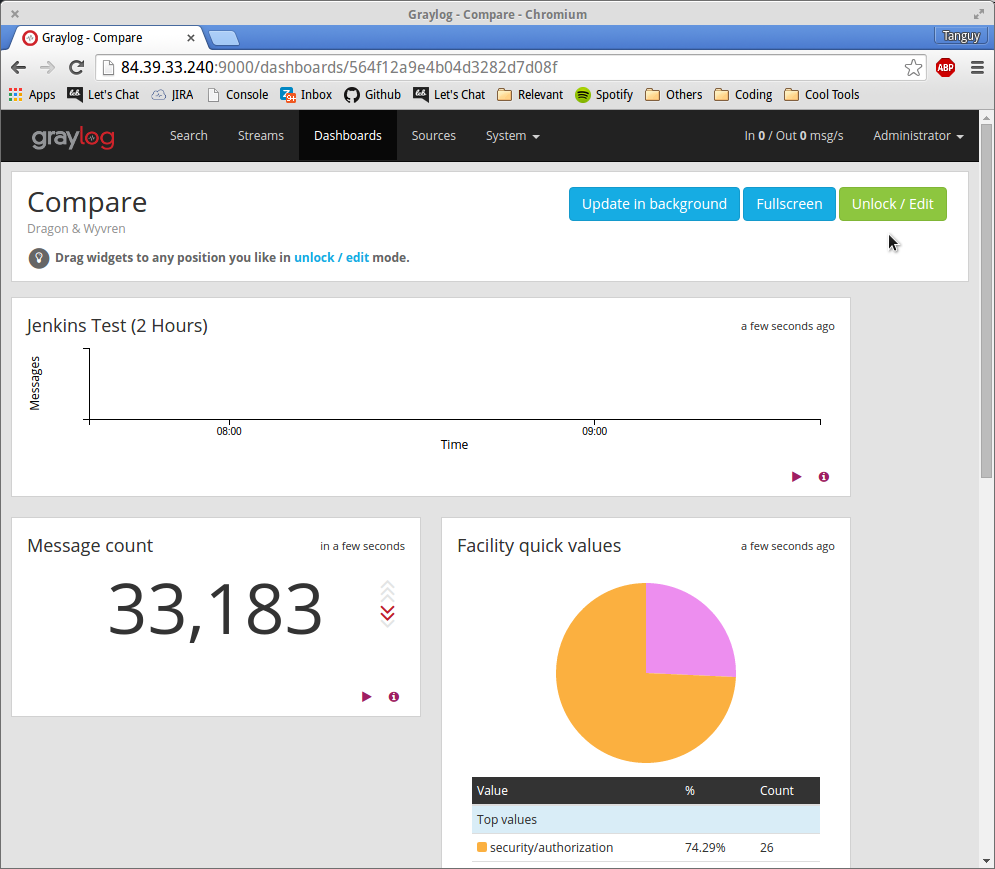 Graylog - Compare - Chromium
Graylog - Compare
Tanguy
84.39.33.240:9000/dashboards/564f12a9e4b04d3282d7d08f
ABP
Apps Let's Chat JIRA Console Inbox Github Let's Chat Relevant Spotify Others Coding Cool Tools
graylog Search Streams Dashboards Sources System In 0 / Out 0 msg/s Administrator
Compare
Update in background Fullscreen Unlock / Edit
Dragon & Wyvren
Drag widgets to any position you like in unlock / edit mode.
Jenkins Test (2 Hours) a few seconds ago
Messages
08:00 09:00
Time
Message count in a few seconds
33,183
Facility quick values a few seconds ago
Value % Count
Top values
security/authorization 74.29% 26